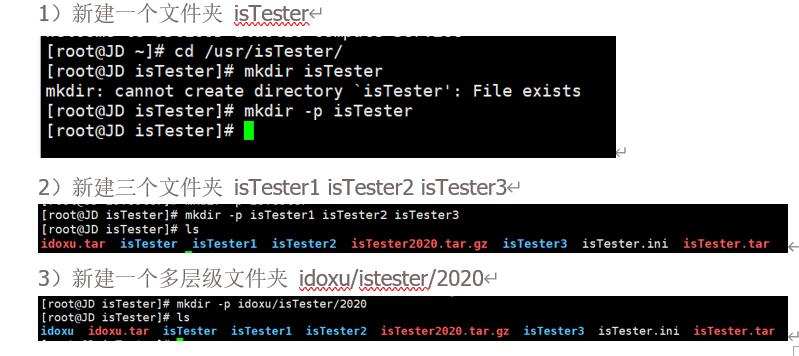 1）新建一个文件夹 isTester↵
[root@JD ~]# cd /usr/isTester/
[root@JD isTester]# mkdir isTester
mkdir: cannot create directory `isTester': File exists
[root@JD isTester]# mkdir -p isTester
[root@JD isTester]#
2）新建三个文件夹 isTester1 isTester2 isTester3↵
[root@JD isTester]# mkdir -p isTester1 isTester2 isTester3
[root@JD isTester]# ls
idoxu.tar isTester isTester1 isTester2 isTester2020.tar.gz isTester3 isTester.ini isTester.tar
3）新建一个多层级文件夹 idoxu/istester/2020↵
[root@JD isTester]# mkdir -p idoxu/isTester/2020
[root@JD isTester]# ls
idoxu idoxu.tar isTester isTester1 isTester2 isTester2020.tar.gz isTester3 isTester.ini isTester.tar